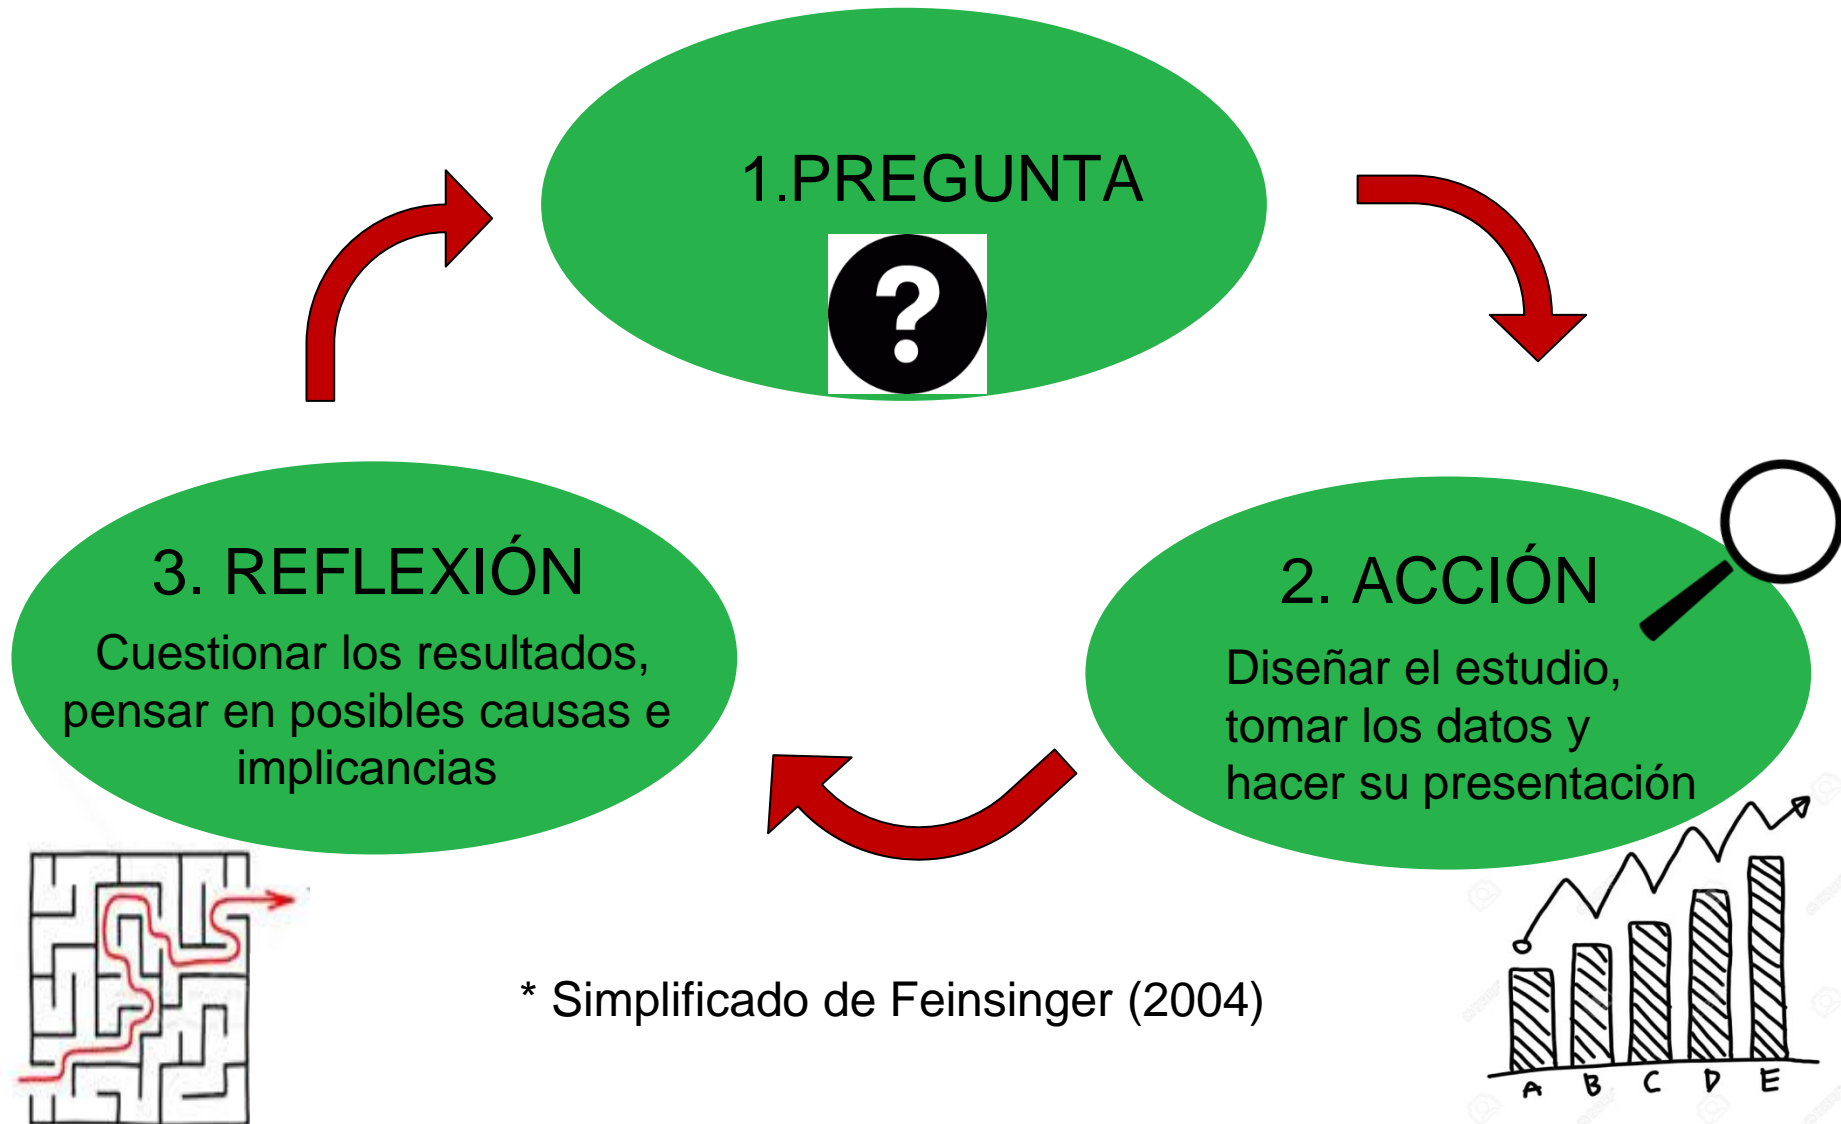 1.PREGUNTA
?
3. REFLEXIÓN
Cuestionar los resultados,
pensar en posibles causas e
implicancias
2. ACCIÓN
Diseñar el estudio,
tomar los datos y
hacer su presentación
* Simplificado de Feinsinger (2004)
A B C D E